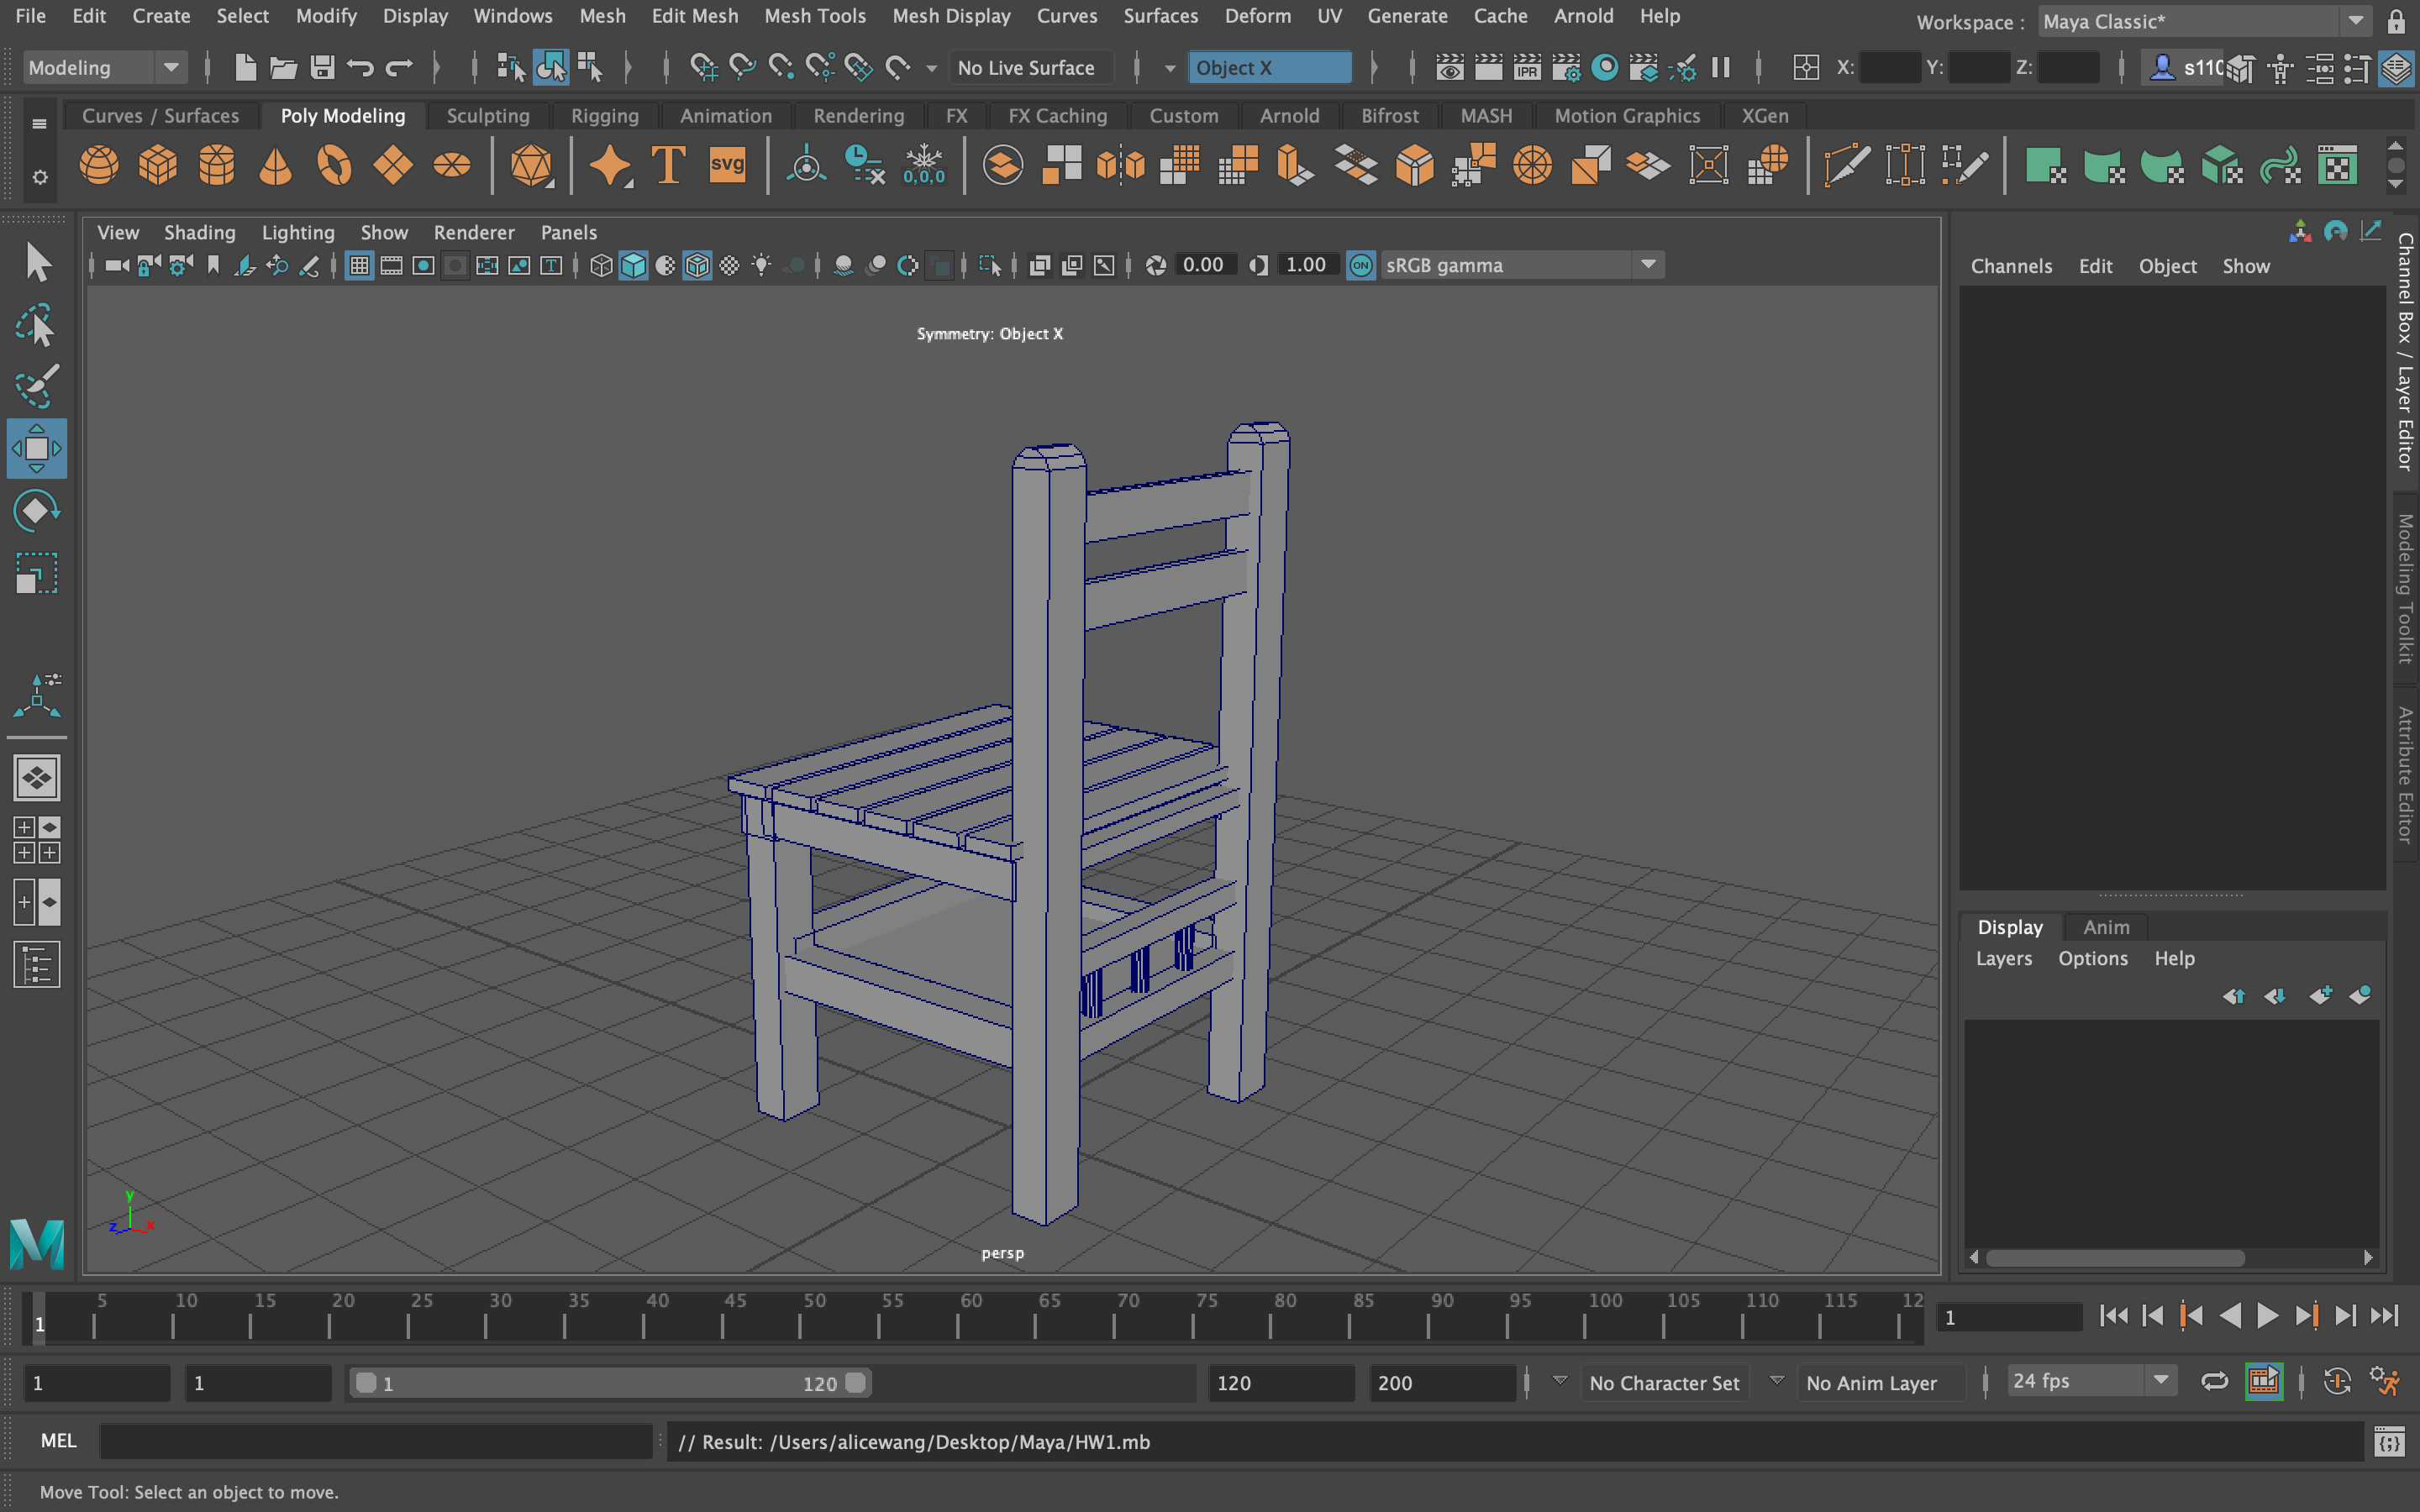 File Edit Create Select Modify Display Windows Mesh Edit Mesh Mesh Tools Mesh Display Curves Surfaces Deform UV Generate Cache Arnold Help Workspace : Maya Classic*
Modeling No Live Surface Object X IPR X: Y: Z: s110
Curves / Surfaces Poly Modeling Sculpting Rigging Animation Rendering FX FX Caching Custom Arnold Bifrost MASH Motion Graphics XGen
T svg 0,0,0
View Shading Lighting Show Renderer Panels
T 0.00 1.00 ON sRGB gamma
Channels Edit Object Show
Channel Box / Layer Editor
Modeling Toolkit
Attribute Editor
Symmetry: Object X
Display Anim
Layers Options Help
y
z x
persp
M
5 10 15 20 25 30 35 40 45 50 55 60 65 70 75 80 85 90 95 100 105 110 115 12
1 1
1 1 1 120 120 200 No Character Set No Anim Layer 24 fps
MEL // Result: /Users/alicewang/Desktop/Maya/HW1.mb
Move Tool: Select an object to move.